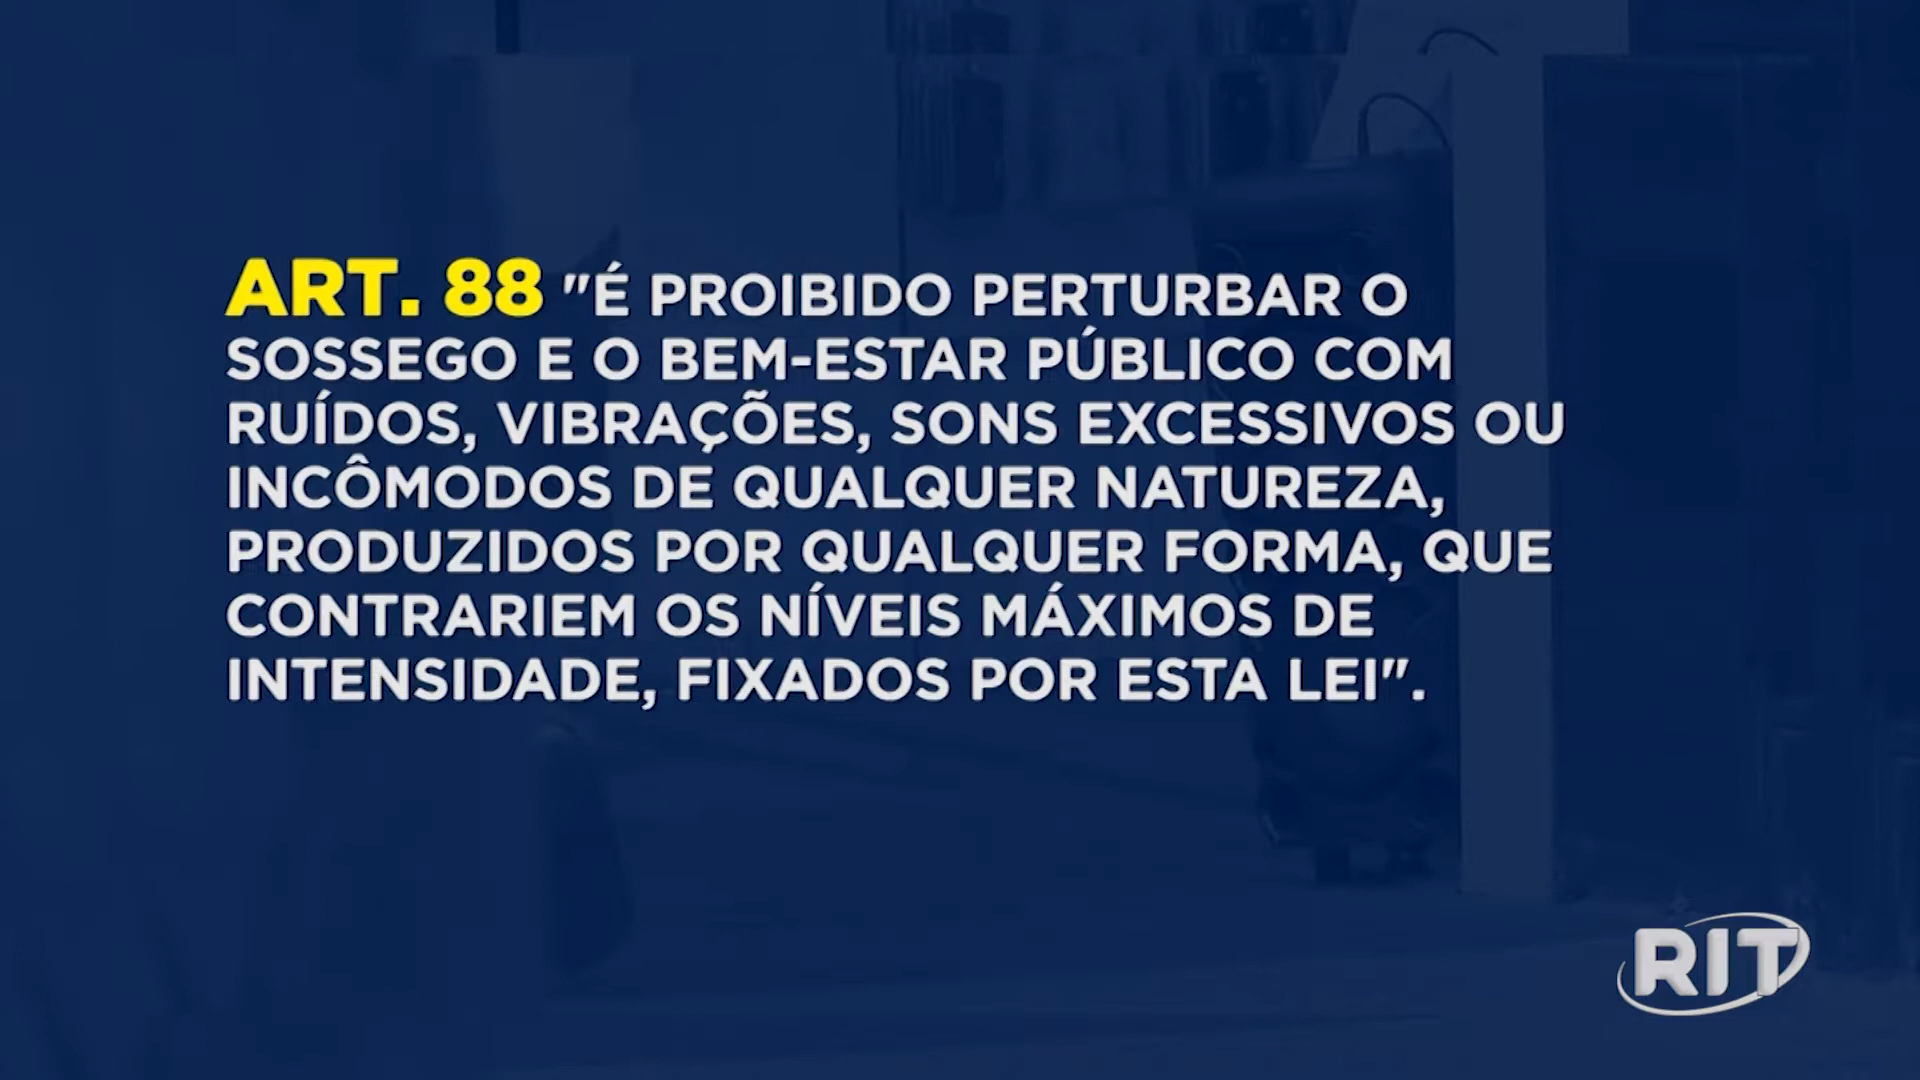 ART. 88 "É PROIBIDO PERTURBAR O
SOSSEGO E O BEM-ESTAR PÚBLICO COM
RUÍDOS, VIBRAÇÕES, SONS EXCESSIVOS OU
INCÔMODOS DE QUALQUER NATUREZA,
PRODUZIDOS POR QUALQUER FORMA, QUE
CONTRARIEM OS NÍVEIS MÁXIMOS DE
INTENSIDADE, FIXADOS POR ESTA LEI".
RIT